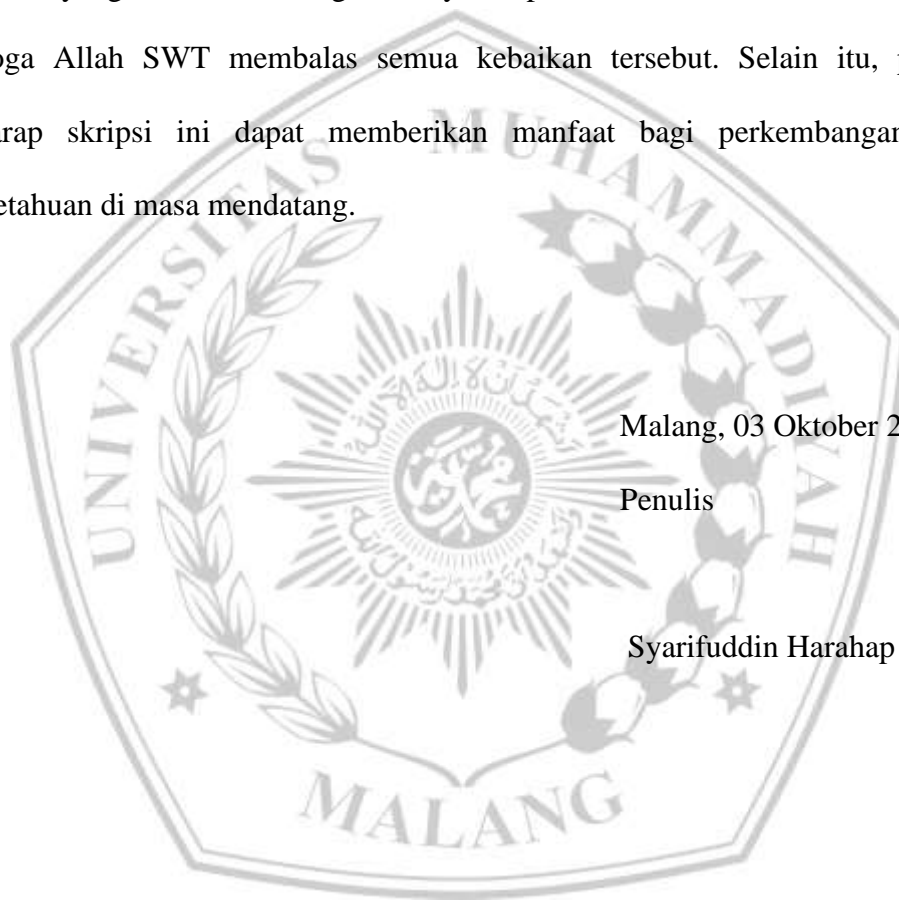 oga Allah SWT membalas semua kebaikan tersebut. Selain itu, p
arap skripsi ini dapat memberikan manfaat bagi perkembangan
etahuan di masa mendatang.
UNIVERSITAS MUHAMMADIYAH
Malang, 03 Oktober 2
Penulis
Syarifuddin Harahap
MALANG